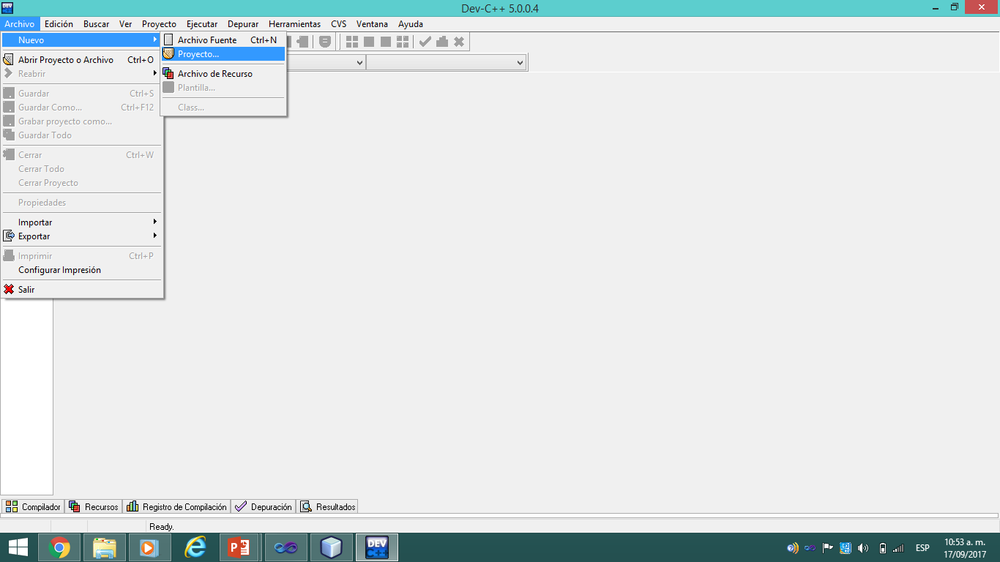 Dev-C++ 5.0.0.4
Archivo Edición Buscar Ver Proyecto Ejecutar Depurar Herramientas CVS Ventana Ayuda
Nuevo
Abrir Proyecto o Archivo Ctrl+O
Reabrir
Guardar Ctrl+S
Guardar Como... Ctrl+F12
Grabar proyecto como...
Guardar Todo
Cerrar Ctrl+W
Cerrar Todo
Cerrar Proyecto
Propiedades
Importar
Exportar
Imprimir Ctrl+P
Configurar Impresión
Salir
Archivo Fuente Ctrl+N
Proyecto...
Archivo de Recurso
Plantilla...
Class...
Compilador Recursos Registro de Compilación Depuración Resultados
Ready.
DEV C++
ESP
10:53 a. m.
17/09/2017